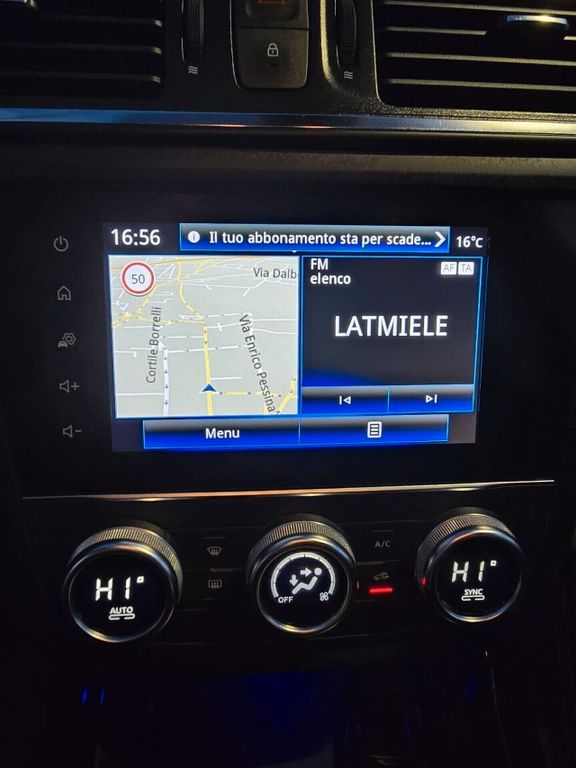 16:56
Il tuo abbonamento sta per scade...
16°C
50
Via Dalb
Cortile Borrelli
Via Enrico Pessina
FM
elenco
AF TA
LATMIELE
Menu
A/C
HI°
AUTO
OFF
HI°
SYNC